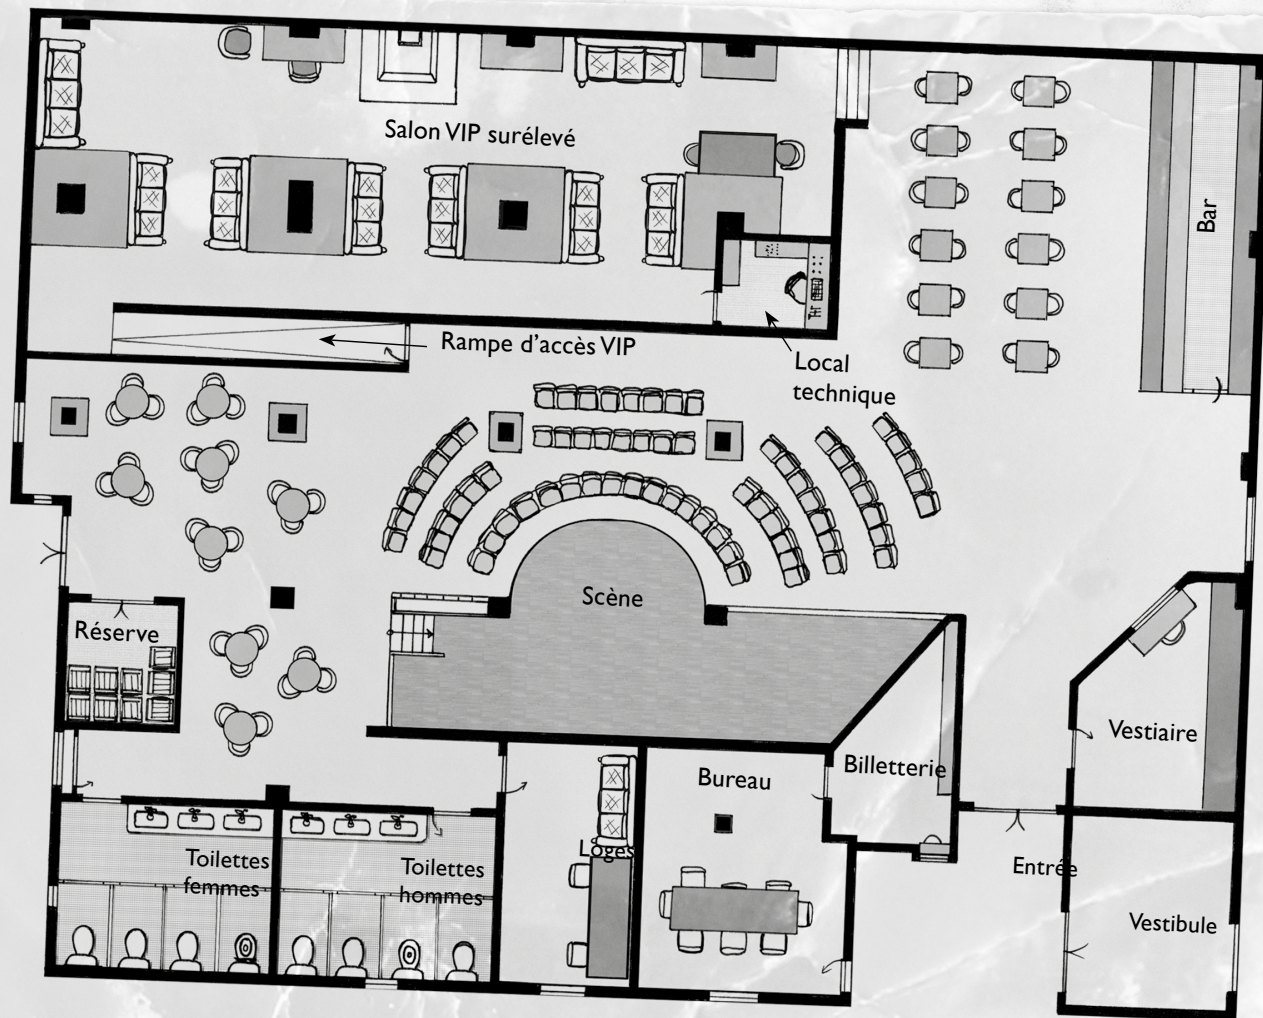 Salon VIP surélevé
Bar
Rampe d'accès VIP
Local
technique
Scène
Réserve
Vestiaire
Billetterie
Bureau
Loges
Toilettes
femmes
Toilettes
hommes
Entrée
Vestibule